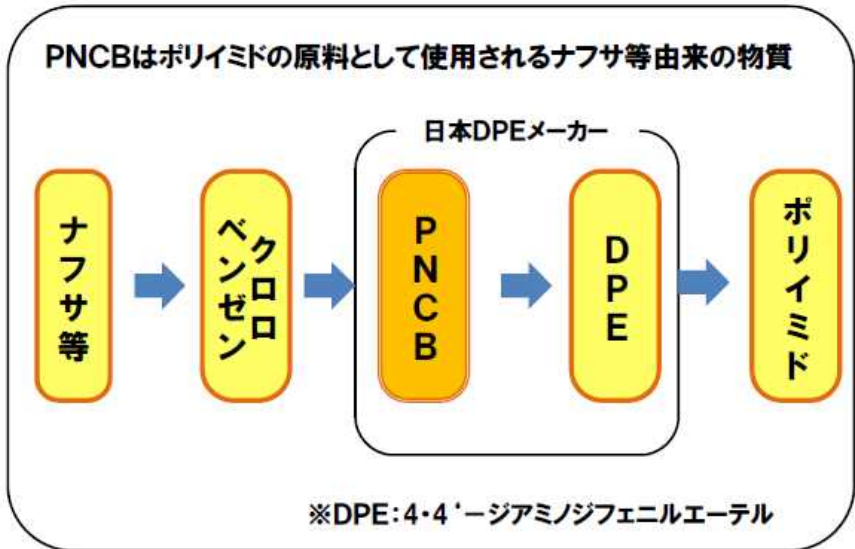 PNCBはポリイミドの原料として使用されるナフサ等由来の物質
日本DPEメーカー
ナフサ等
クロロ
ベンゼン
PNCB
DPE
ポリイミド
※DPE:4・4‘ージアミノジフェニルエーテル